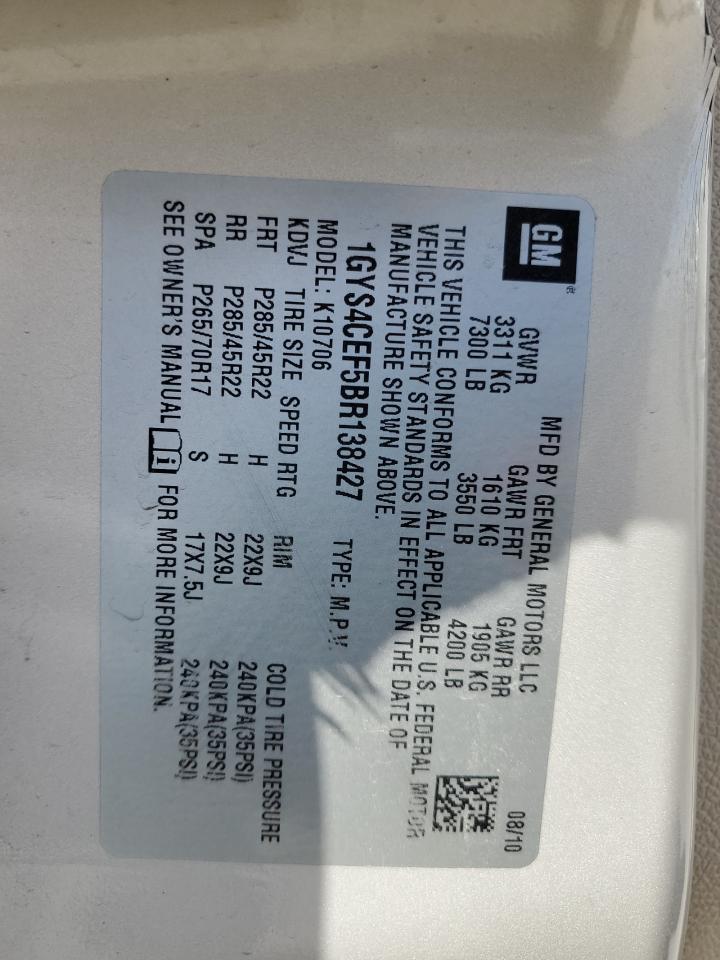 GM
MFD BY GENERAL MOTORS LLC 08/10
GVWR GAWR FRT GAWR RR
3311 KG 1610 KG 1905 KG
7300 LB 3550 LB 4200 LB
THIS VEHICLE CONFORMS TO ALL APPLICABLE U.S. FEDERAL MOTOR
VEHICLE SAFETY STANDARDS IN EFFECT ON THE DATE OF
MANUFACTURE SHOWN ABOVE.
1GYS4CEF5BR138427 TYPE: M.P.V.
MODEL: K10706
KDVJ TIRE SIZE SPEED RTG RIM COLD TIRE PRESSURE
FRT P285/45R22 H 22X9J 240KPA(35PSI)
RR P285/45R22 H 22X9J 240KPA(35PSI)
SPA P265/70R17 S 17X7.5J 240KPA(35PSI)
SEE OWNER'S MANUAL i FOR MORE INFORMATION.